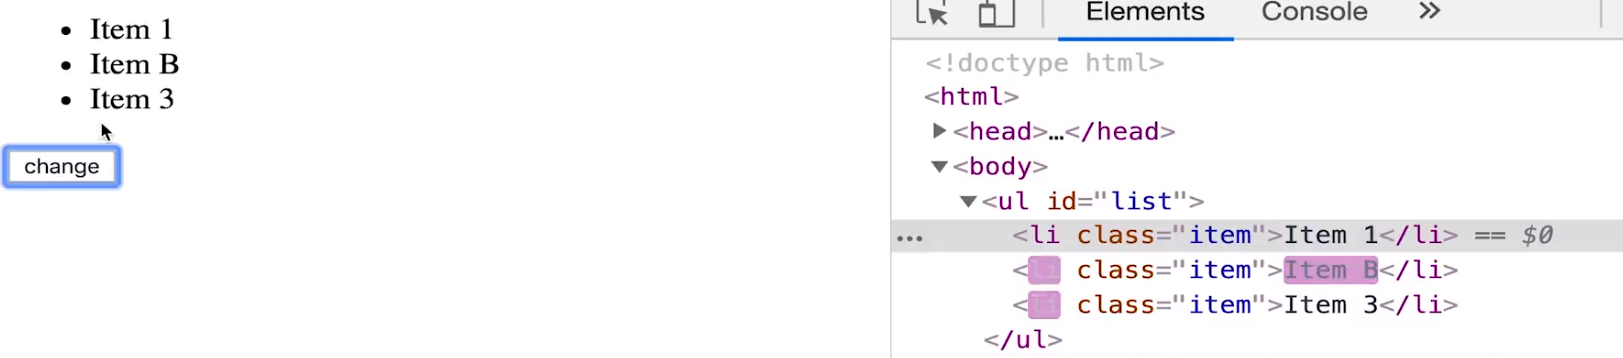 Item 1
Item B
Item 3
change
Elements Console »
<!doctype html>
<html>
<head>…</head>
<body>
<ul id="list">
… <li class="item">Item 1</li> == $0
<li class="item">Item B</li>
<li class="item">Item 3</li>
</ul>